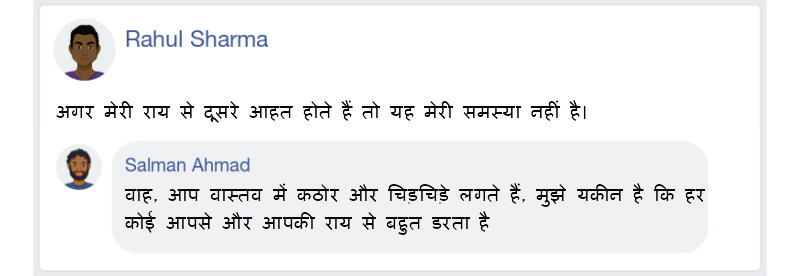 Rahul Sharma
अगर मेरी राय से दूसरे आहत होते हैं तो यह मेरी समस्या नहीं है।
Salman Ahmad
वाह, आप वास्तव में कठोर और चिड़चिड़े लगते हैं, मुझे यकीन है कि हर
कोई आपसे और आपकी राय से बहुत डरता है